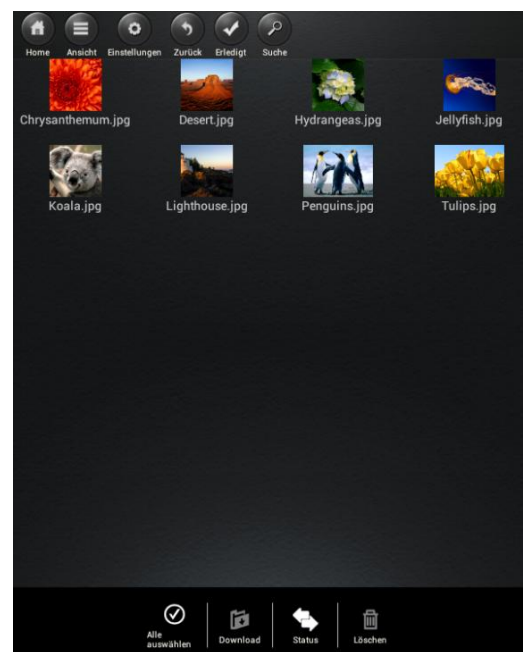 Home Ansicht Einstellungen Zurück Erledigt Suche
Chrysanthemum.jpg Desert.jpg Hydrangeas.jpg Jellyfish.jpg
Koala.jpg Lighthouse.jpg Penguins.jpg Tulips.jpg
Alle
auswählen Download Status Löschen